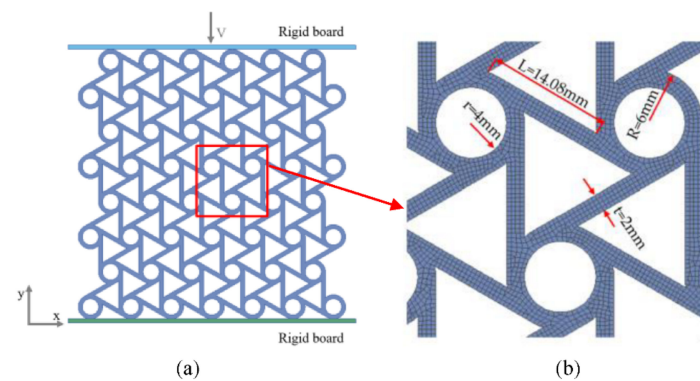 V
Rigid board
y
x
Rigid board
(a)
L=14.08mm
r=4mm
R=6mm
t=2mm
(b)